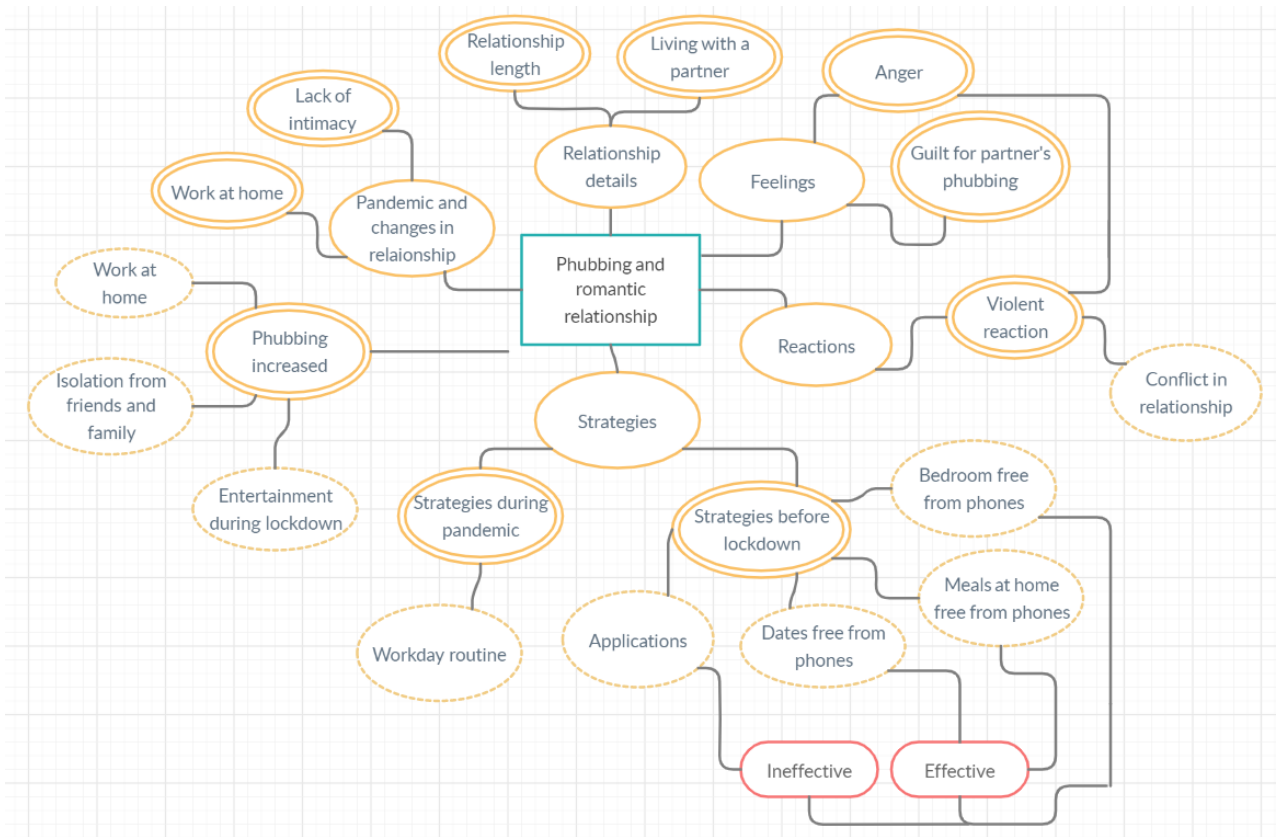 Relationship
length
Living with a
partner
Anger
Lack of
intimacy
Relationship
details
Feelings
Guilt for partner's
phubbing
Work at home
Pandemic and
changes in
relaionship
Phubbing and
romantic
relationship
Work at
home
Phubbing
increased
Reactions
Violent
reaction
Isolation from
friends and
family
Conflict in
relationship
Strategies
Entertainment
during lockdown
Strategies during
pandemic
Strategies before
lockdown
Bedroom free
from phones
Meals at home
free from phones
Workday routine
Applications
Dates free from
phones
Ineffective
Effective